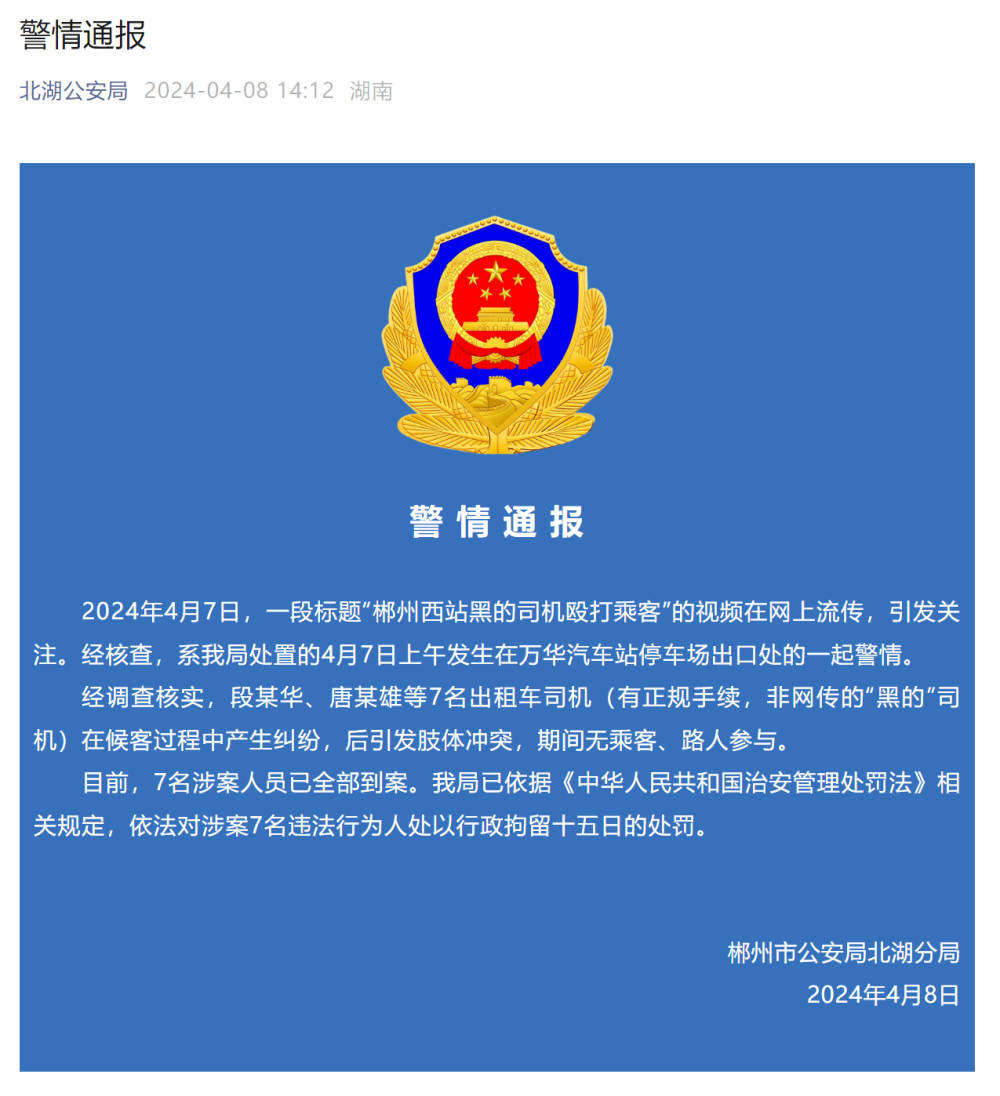 警情通报
北湖公安局 2024-04-08 14:12 湖南
警情通报
2024年4月7日，一段标题“郴州西站黑的司机殴打乘客”的视频在网上流传，引发关
注。经核查，系我局处置的4月7日上午发生在万华汽车站停车场出口处的一起警情。
经调查核实，段某华、唐某雄等7名出租车司机（有正规手续，非网传的“黑的”司
机）在候客过程中产生纠纷，后引发肢体冲突，期间无乘客、路人参与。
目前，7名涉案人员已全部到案。我局已依据《中华人民共和国治安管理处罚法》相
关规定，依法对涉案7名违法行为人处以行政拘留十五日的处罚。
郴州市公安局北湖分局
2024年4月8日